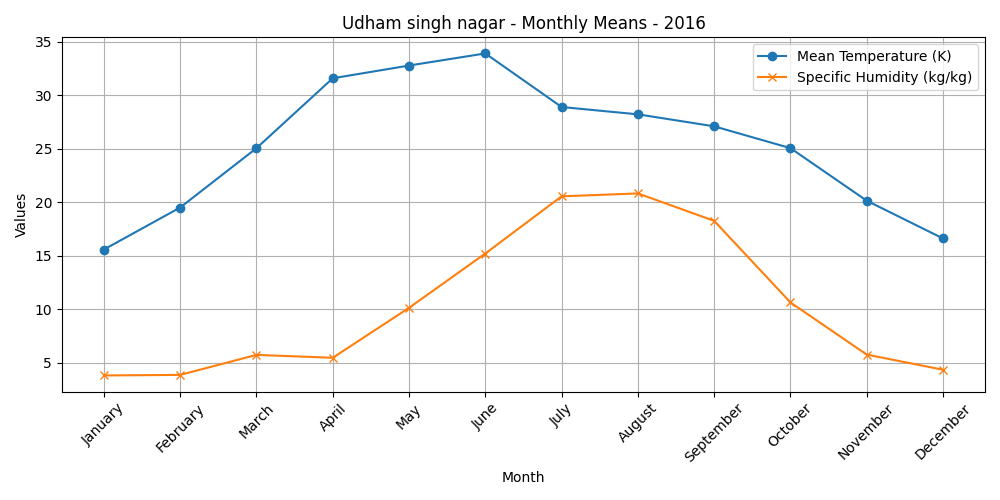 Udham singh nagar - Monthly Means - 2016
Mean Temperature (K)
Specific Humidity (kg/kg)
Values
35
30
25
20
15
10
5
January
February
March
April
May
June
July
August
September
October
November
December
Month